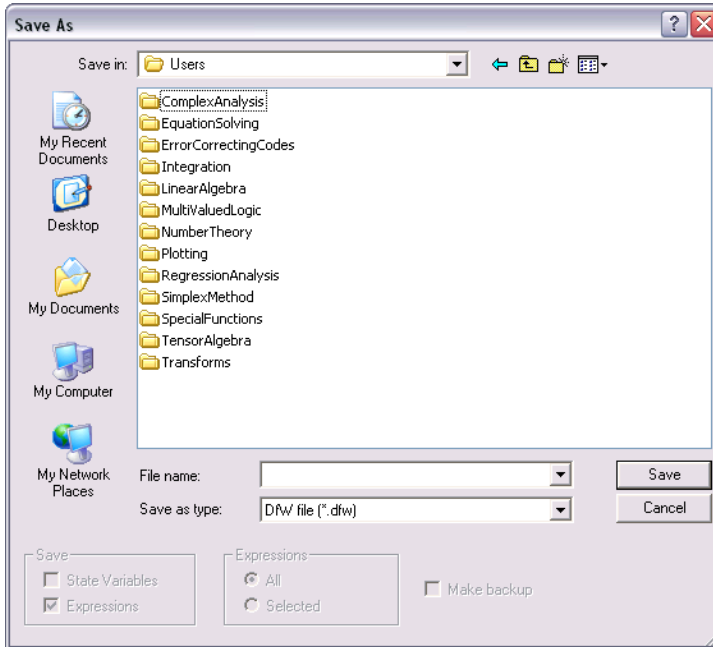 Save As
Save in:
Users
My Recent
Documents
Desktop
My Documents
My Computer
My Network
Places
ComplexAnalysis
EquationSolving
ErrorCorrectingCodes
Integration
LinearAlgebra
MultiValuedLogic
NumberTheory
Plotting
RegressionAnalysis
SimplexMethod
SpecialFunctions
TensorAlgebra
Transforms
File name:
Save
Save as type:
DfW file (*.dfw)
Cancel
Save
State Variables
Expressions
Expressions
All
Selected
Make backup